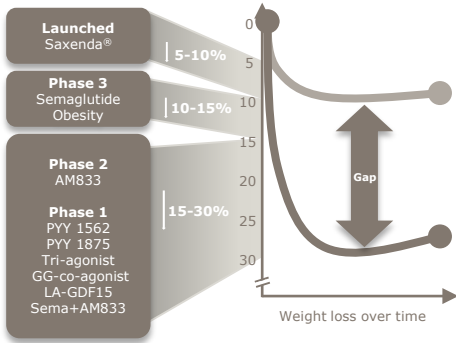 Launched
Saxenda®
5-10%
Phase 3
Semaglutide
Obesity
10-15%
Phase 2
AM833
Phase 1
PYY 1562
PYY 1875
Tri-agonist
GG-co-agonist
LA-GDF15
Sema+AM833
15-30%
0
5
10
15
20
25
30
Gap
Weight loss over time